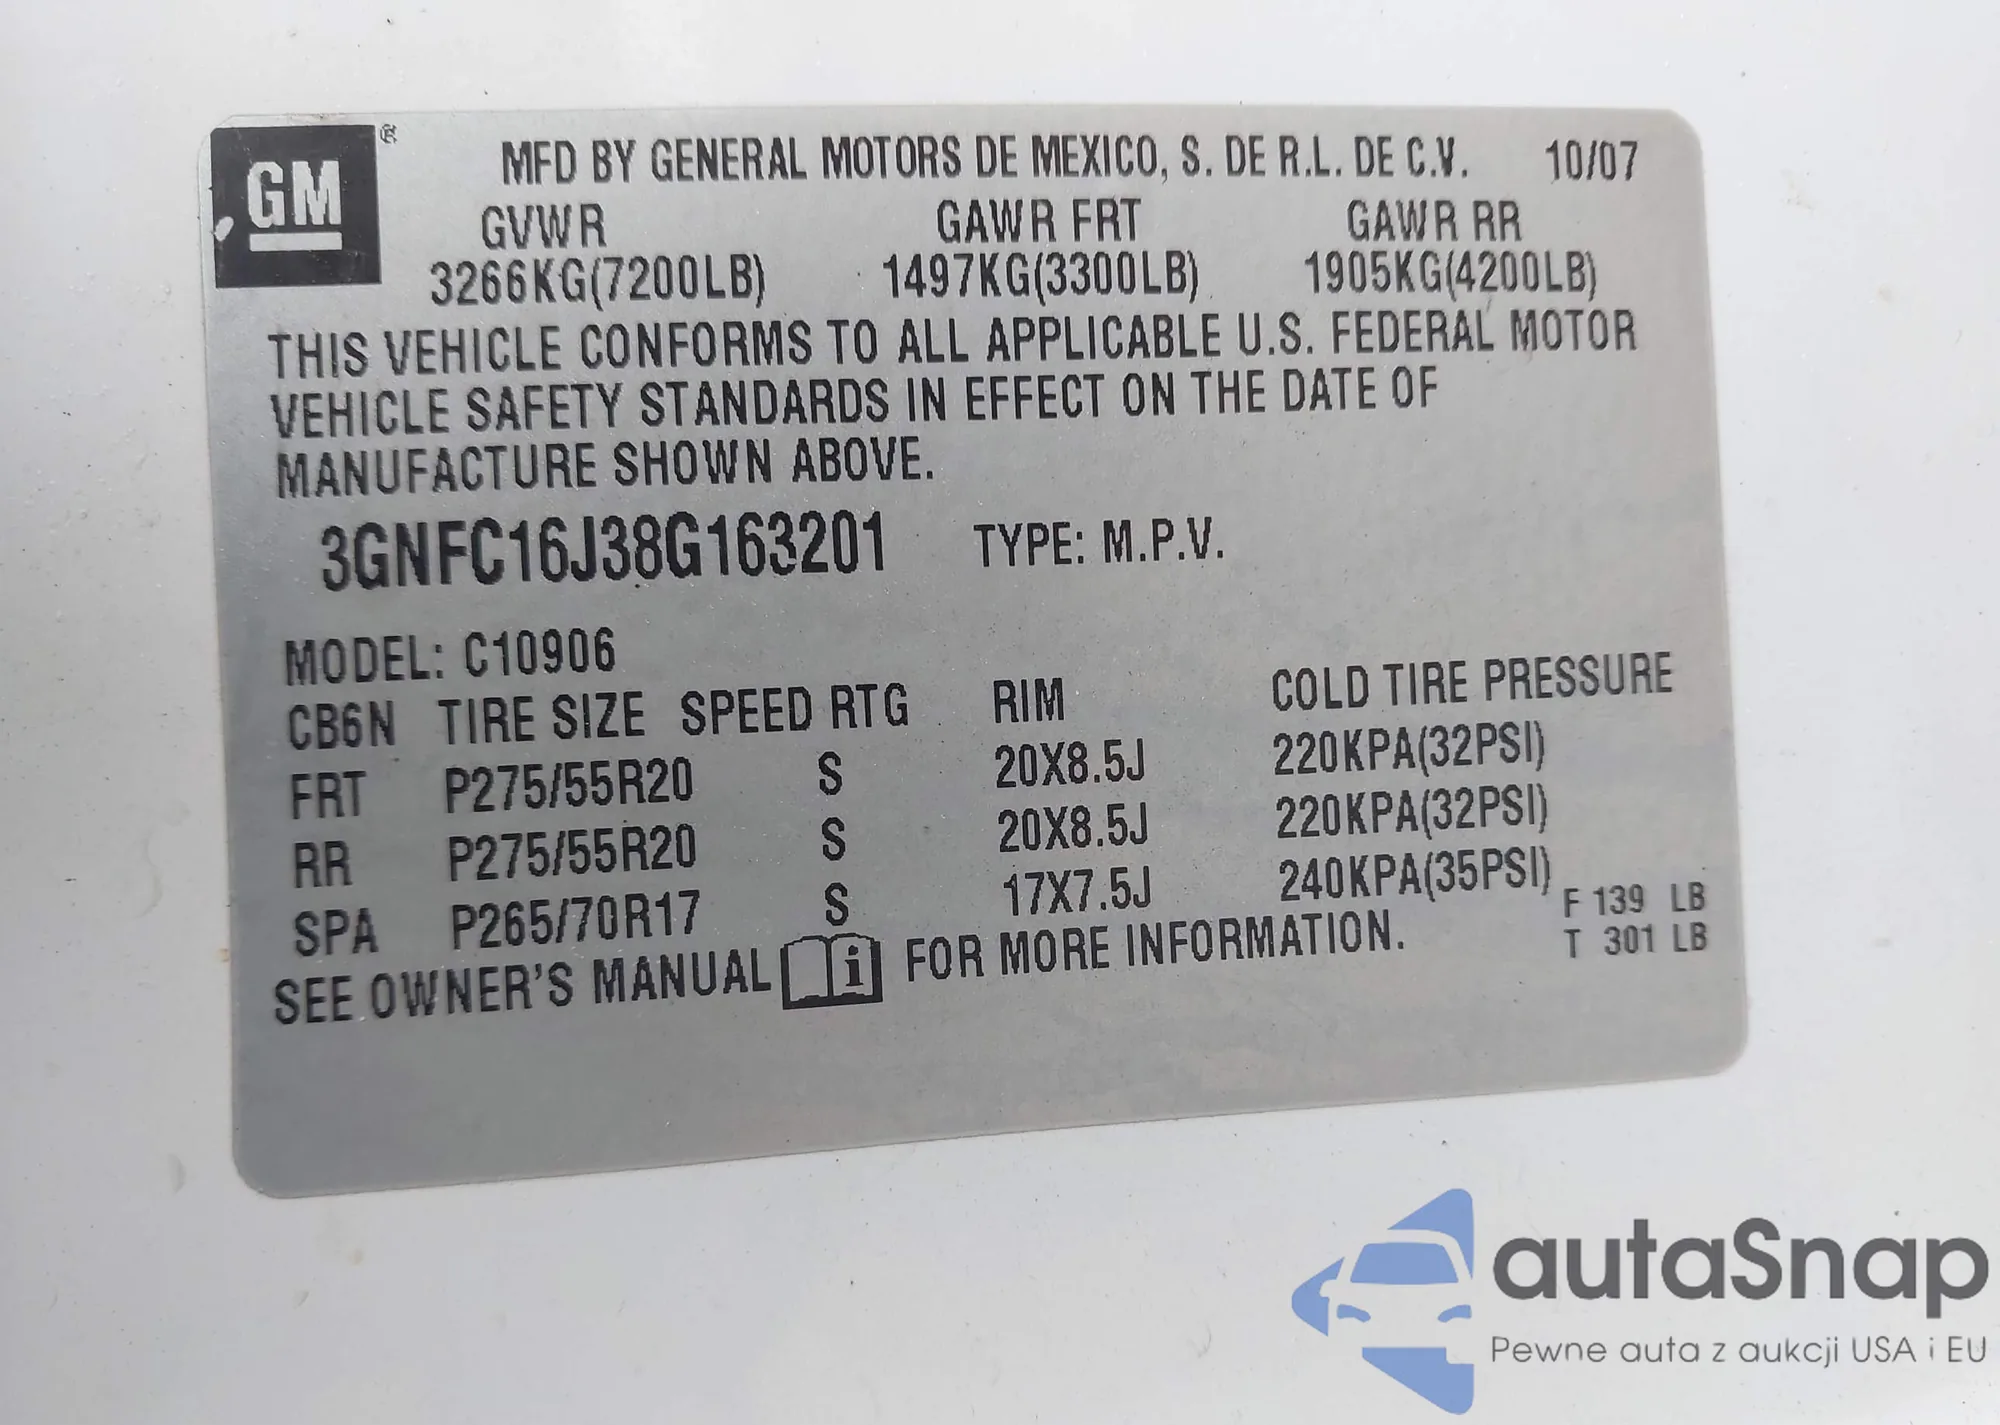 GM®
MFD BY GENERAL MOTORS DE MEXICO, S. DE R.L. DE C.V. 10/07
GVWR GAWR FRT GAWR RR
3266KG(7200LB) 1497KG(3300LB) 1905KG(4200LB)
THIS VEHICLE CONFORMS TO ALL APPLICABLE U.S. FEDERAL MOTOR
VEHICLE SAFETY STANDARDS IN EFFECT ON THE DATE OF
MANUFACTURE SHOWN ABOVE.
3GNFC16J38G163201 TYPE: M.P.V.
MODEL: C10906
CB6N TIRE SIZE SPEED RTG RIM COLD TIRE PRESSURE
FRT P275/55R20 S 20X8.5J 220KPA(32PSI)
RR P275/55R20 S 20X8.5J 220KPA(32PSI)
SPA P265/70R17 S 17X7.5J 240KPA(35PSI)
F 139 LB
T 301 LB
SEE OWNER'S MANUAL i FOR MORE INFORMATION.
autaSnap
Pewne auta z aukcji USA i EU